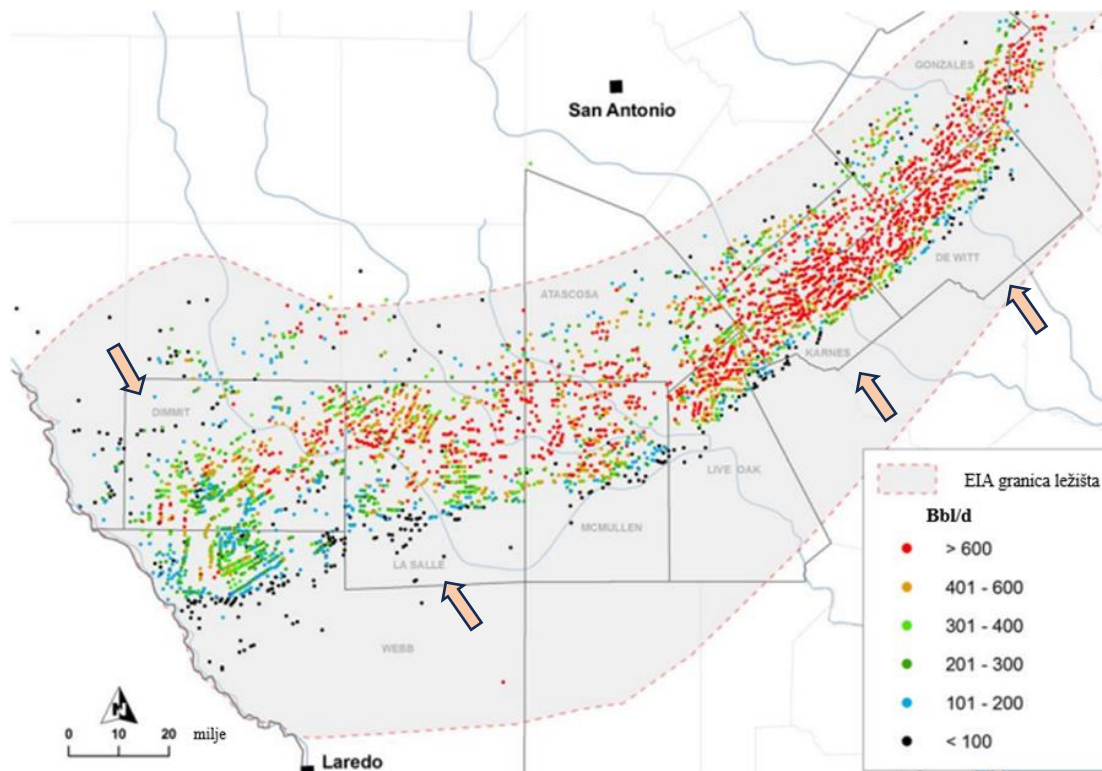 GONZALES
San Antonio
DE WITT
ATASCOSA
KARNES
DIMMIT
LIVE OAK
MCMULLEN
LA SALLE
WEBB
EIA granica ležišta
Bbl/d
> 600
401 - 600
301 - 400
201 - 300
101 - 200
< 100
N
0 10 20 milje
Laredo